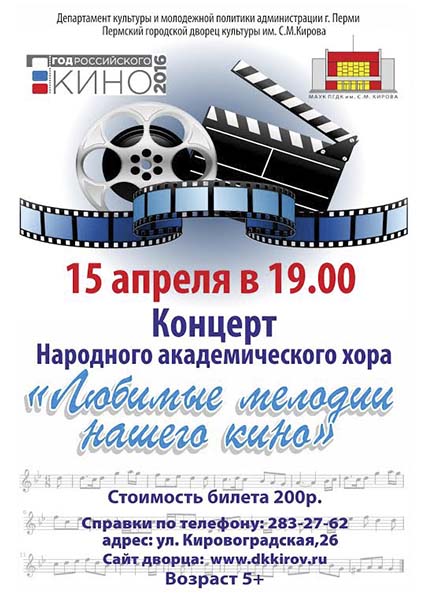 Департамент культуры и молодежной политики администрации г. Перми
Пермский городской дворец культуры им. С.М.Кирова
ГОД РОССИЙСКОГО
КИНО 2016
МАУК ПГДК им. С.М. КИРОВА
15 апреля в 19.00
Концерт
Народного академического хора
«Любимые мелодии
нашего кино»
Стоимость билета 200р.
Справки по телефону: 283-27-62
адрес: ул. Кировоградская,26
Сайт дворца: www.dkkirov.ru
Возраст 5+